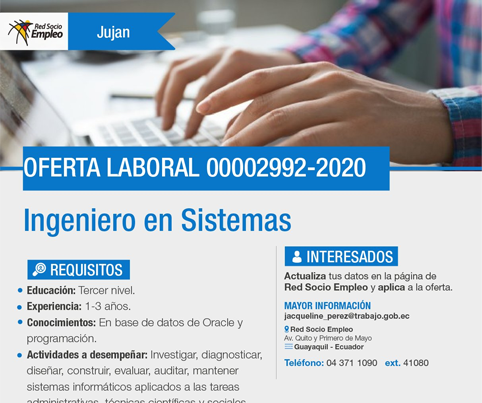 Red Socio
Empleo
Jujan
OFERTA LABORAL 00002992-2020
Ingeniero en Sistemas
REQUISITOS
• Educación: Tercer nivel.
• Experiencia: 1-3 años.
• Conocimientos: En base de datos de Oracle y
programación.
• Actividades a desempeñar: Investigar, diagnosticar,
diseñar, construir, evaluar, auditar, mantener
sistemas informáticos aplicados a las tareas
administrativas, técnicas científicas y sociales
INTERESADOS
Actualiza tus datos en la página de
Red Socio Empleo y aplica a la oferta.
MAYOR INFORMACIÓN
jacqueline_perez@trabajo.gob.ec
Red Socio Empleo
Av. Quito y Primero de Mayo
Guayaquil - Ecuador
Teléfono: 04 371 1090 ext. 41080